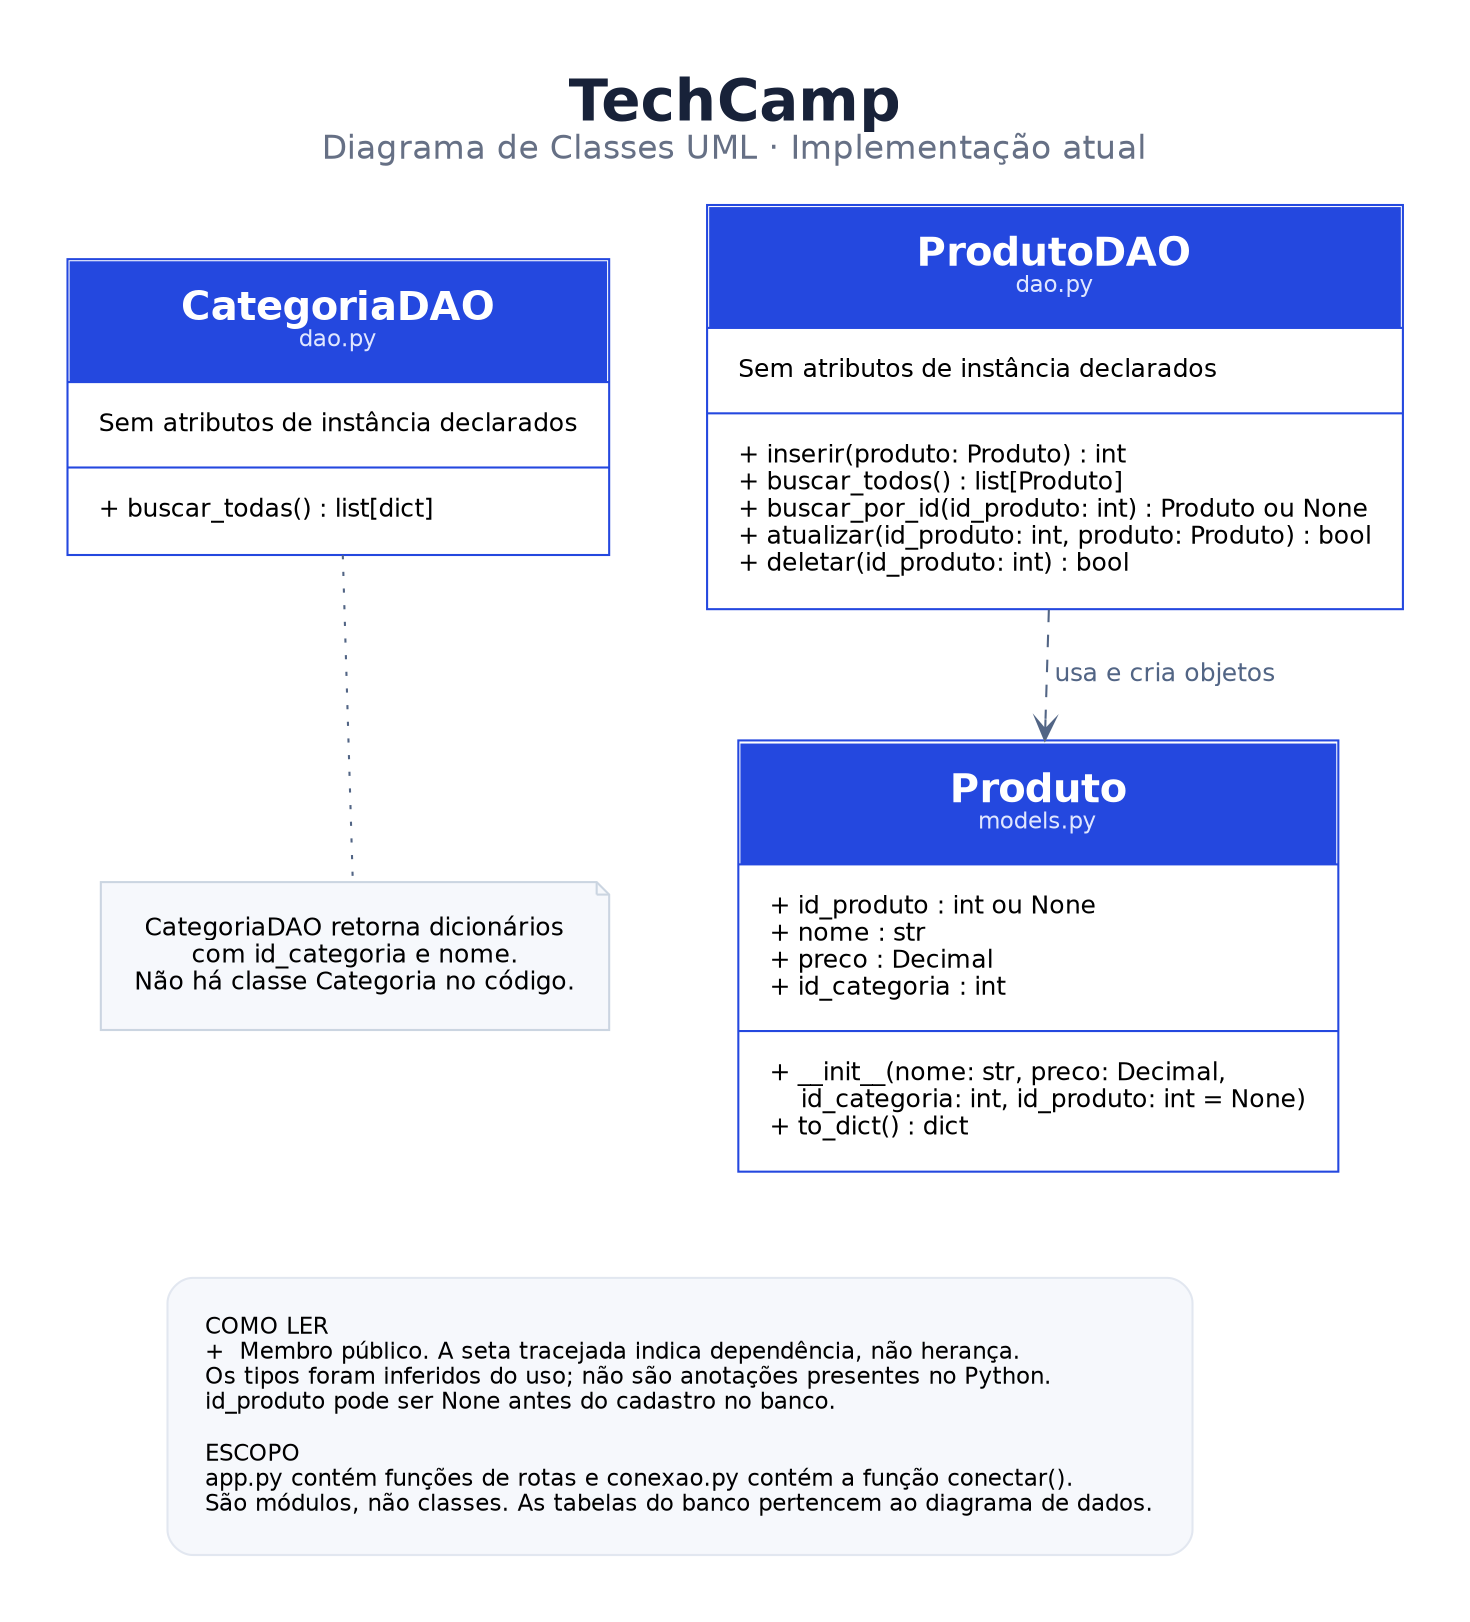 TechCamp
Diagrama de Classes UML · Implementação atual
CategoriaDAO
dao.py
Sem atributos de instância declarados
+ buscar_todas() : list[dict]
ProdutoDAO
dao.py
Sem atributos de instância declarados
+ inserir(produto: Produto) : int
+ buscar_todos() : list[Produto]
+ buscar_por_id(id_produto: int) : Produto ou None
+ atualizar(id_produto: int, produto: Produto) : bool
+ deletar(id_produto: int) : bool
usa e cria objetos
Produto
models.py
+ id_produto : int ou None
+ nome : str
+ preco : Decimal
+ id_categoria : int
+ __init__(nome: str, preco: Decimal,
id_categoria: int, id_produto: int = None)
+ to_dict() : dict
CategoriaDAO retorna dicionários
com id_categoria e nome.
Não há classe Categoria no código.
COMO LER
+  Membro público. A seta tracejada indica dependência, não herança.
Os tipos foram inferidos do uso; não são anotações presentes no Python.
id_produto pode ser None antes do cadastro no banco.
ESCOPO
app.py contém funções de rotas e conexao.py contém a função conectar().
São módulos, não classes. As tabelas do banco pertencem ao diagrama de dados.